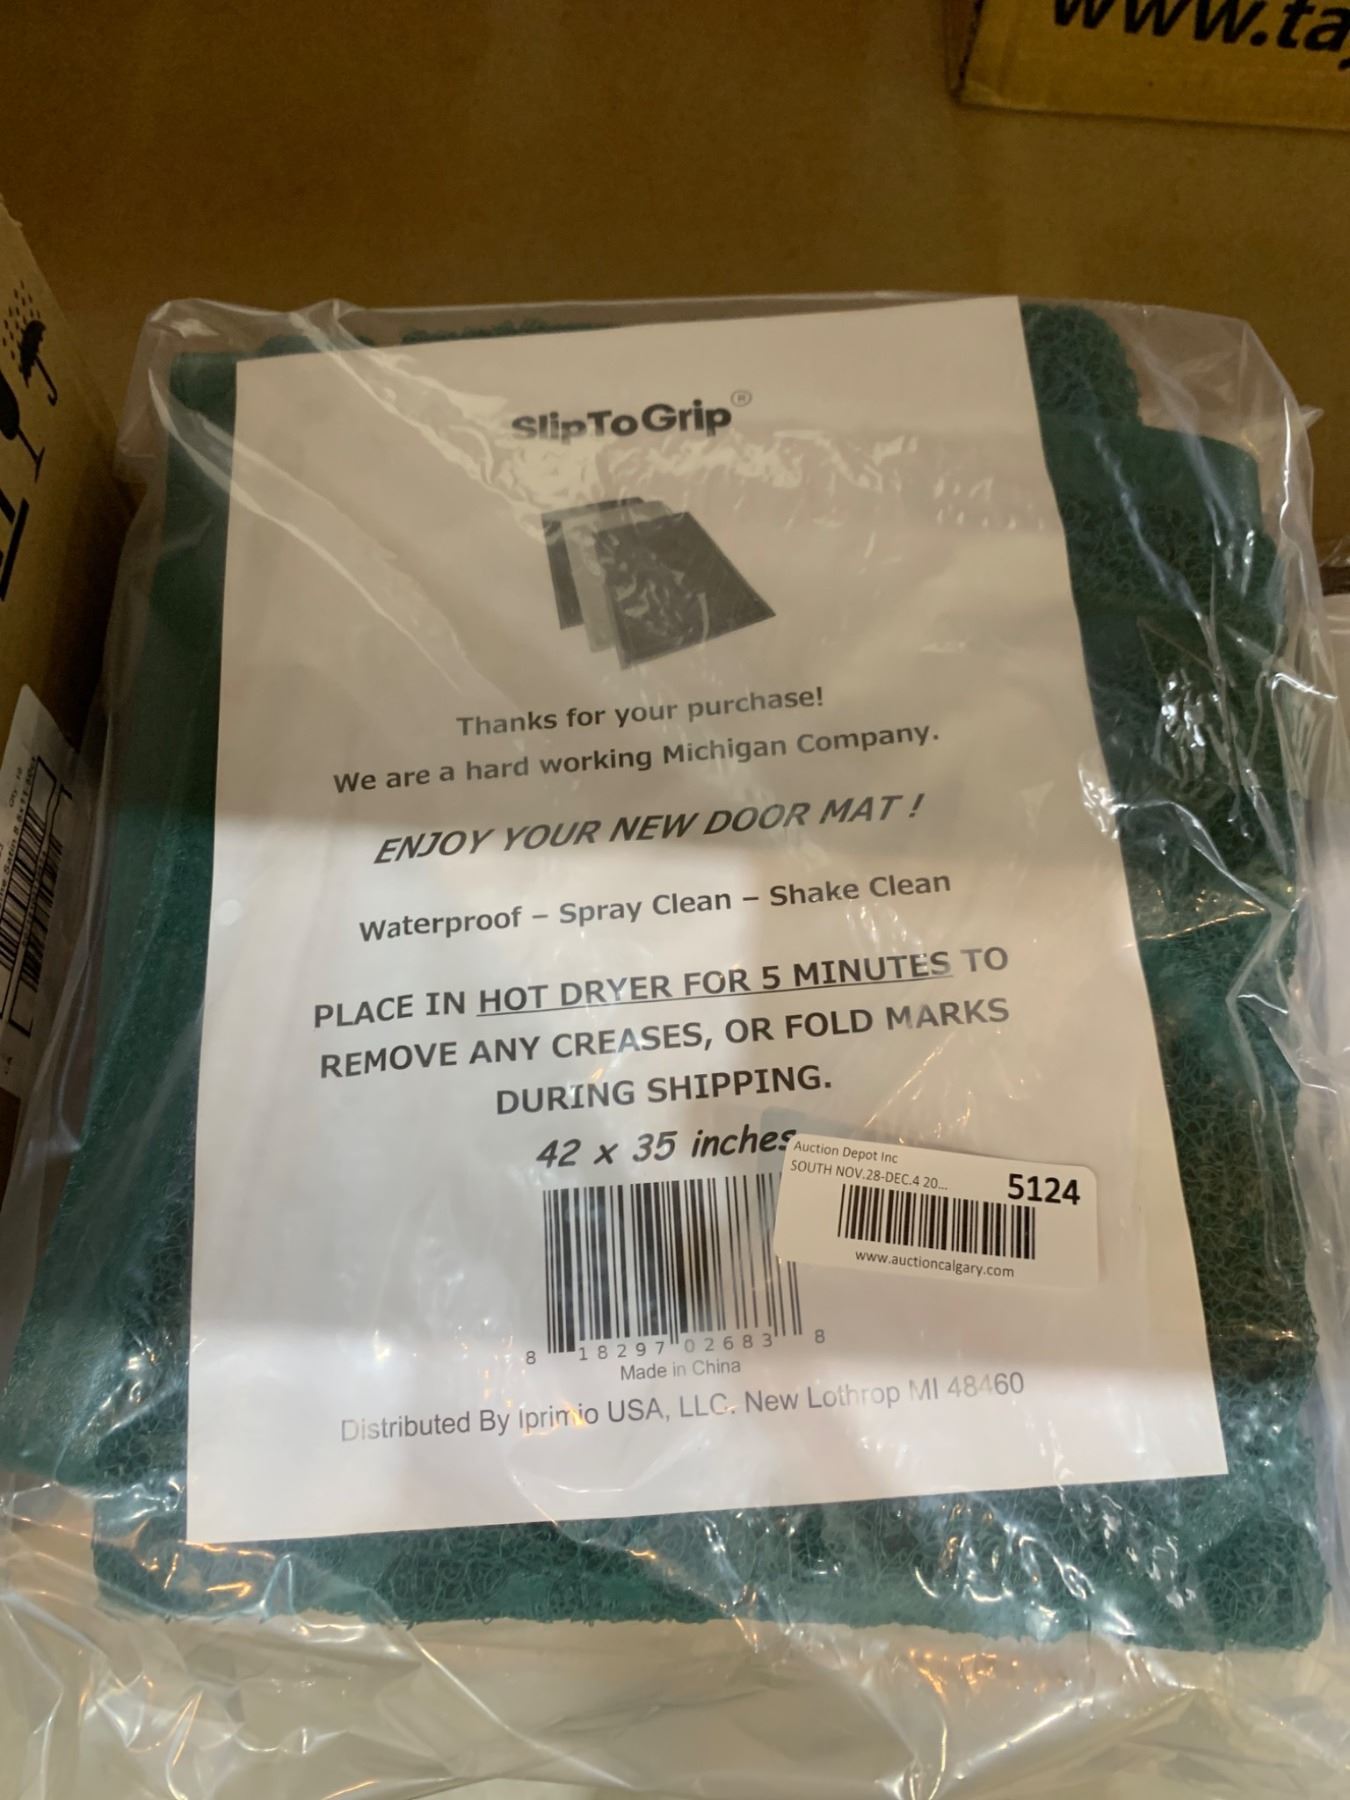 www.ta
SlipToGrip®
Thanks for your purchase!
We are a hard working Michigan Company.
ENJOY YOUR NEW DOOR MAT !
Waterproof – Spray Clean – Shake Clean
PLACE IN HOT DRYER FOR 5 MINUTES TO
REMOVE ANY CREASES, OR FOLD MARKS
DURING SHIPPING.
42 x 35 inches
Auction Depot Inc
SOUTH NOV.28-DEC.4 20...
5124
www.auctioncalgary.com
8 18297 02683 8
Made in China
Distributed By Iprimio USA, LLC. New Lothrop MI 48460